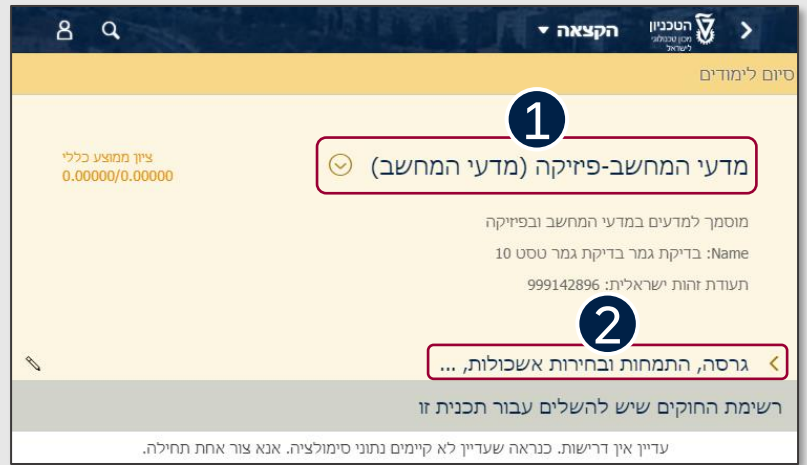 הטכניון
מכון טכנולוגי
לישראל
הקצאה
סיום לימודים
1
מדעי המחשב-פיזיקה (מדעי המחשב)
ציון ממוצע כללי
0.00000/0.00000
מוסמך למדעים במדעי המחשב ובפיזיקה
Name: בדיקת גמר בדיקת גמר טסט 10
תעודת זהות ישראלית: 999142896
2
גרסה, התמחות ובחירות אשכולות, ...
רשימת החוקים שיש להשלים עבור תכנית זו
עדיין אין דרישות. כנראה שעדיין לא קיימים נתוני סימולציה. אנא צור אחת תחילה.